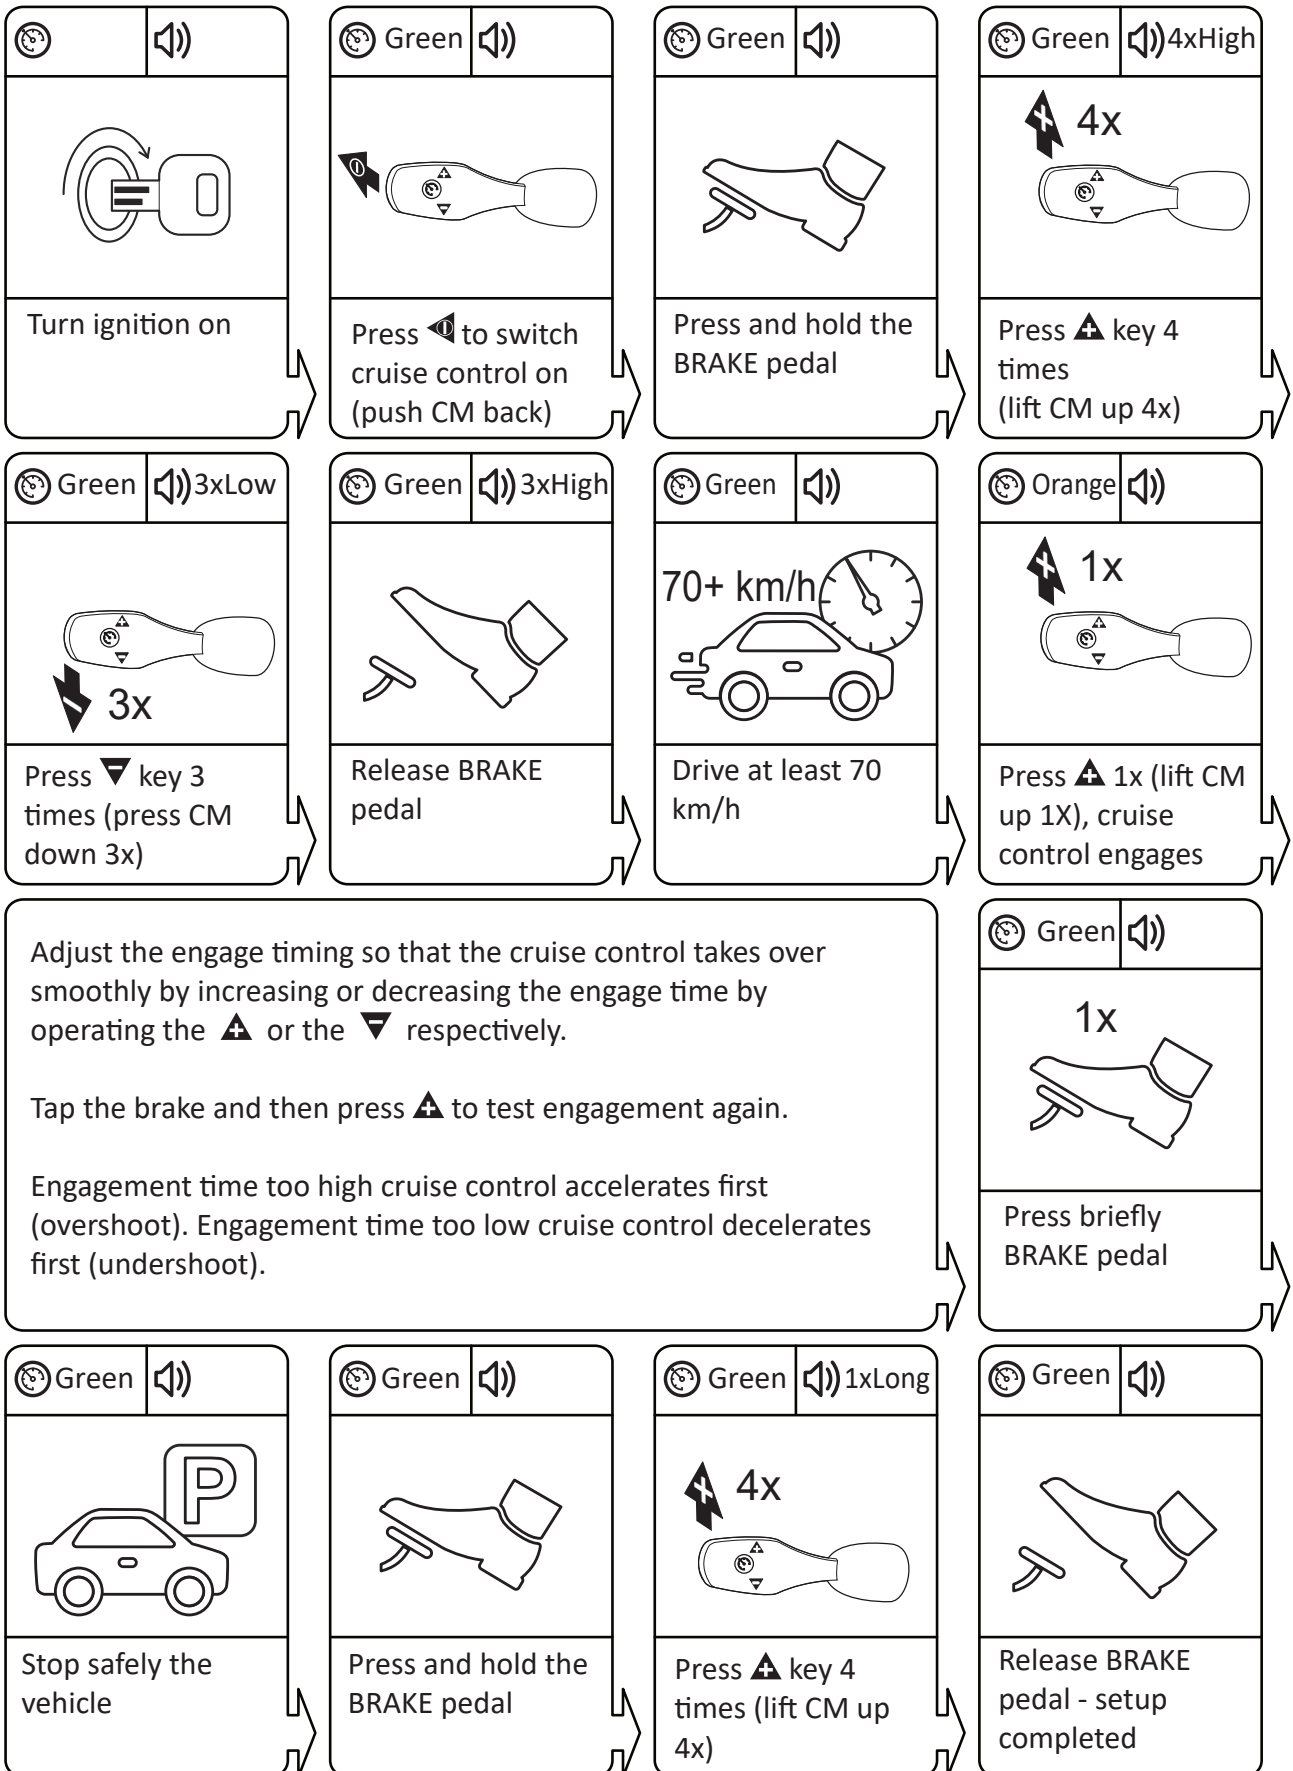 Green
Green
Green
4xHigh
4x
Turn ignition on
Press to switch
cruise control on
(push CM back)
Press and hold the
BRAKE pedal
Press key 4
times
(lift CM up 4x)
Green
3xLow
Green
3xHigh
Green
Orange
3x
70+ km/h
1x
Press key 3
times (press CM
down 3x)
Release BRAKE
pedal
Drive at least 70
km/h
Press 1x (lift CM
up 1X), cruise
control engages
Adjust the engage timing so that the cruise control takes over
smoothly by increasing or decreasing the engage time by
operating the or the respectively.
Tap the brake and then press to test engagement again.
Engagement time too high cruise control accelerates first
(overshoot). Engagement time too low cruise control decelerates
first (undershoot).
Green
1x
Press briefly
BRAKE pedal
Green
Green
Green
1xLong
Green
P
4x
Stop safely the
vehicle
Press and hold the
BRAKE pedal
Press key 4
times (lift CM up
4x)
Release BRAKE
pedal - setup
completed